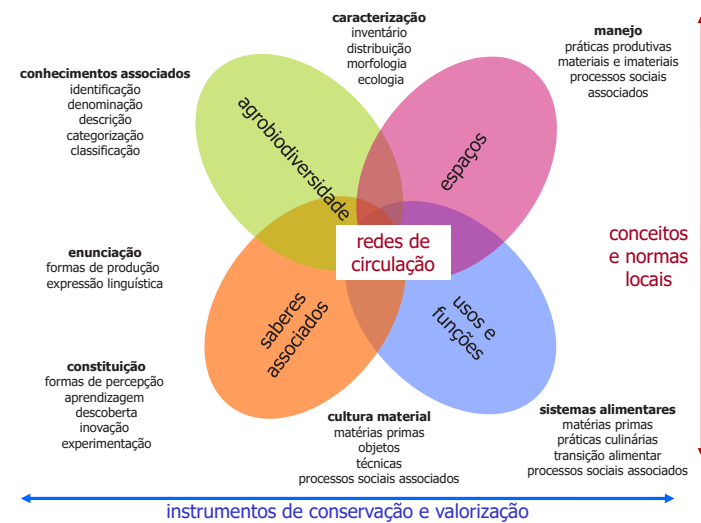 caracterização
inventário
distribuição
morfologia
ecologia
manejo
práticas produtivas
materiais e imateriais
processos sociais
associados
conhecimentos associados
identificação
denominação
descrição
categorização
classificação
agrobiodiversidade
espaços
redes de
circulação
conceitos
e normas
locais
enunciação
formas de produção
expressão linguística
saberes
associados
usos e
funções
constituição
formas de percepção
aprendizagem
descoberta
inovação
experimentação
cultura material
matérias primas
objetos
técnicas
processos sociais associados
sistemas alimentares
matérias primas
práticas culinárias
transição alimentar
processos sociais associados
instrumentos de conservação e valorização